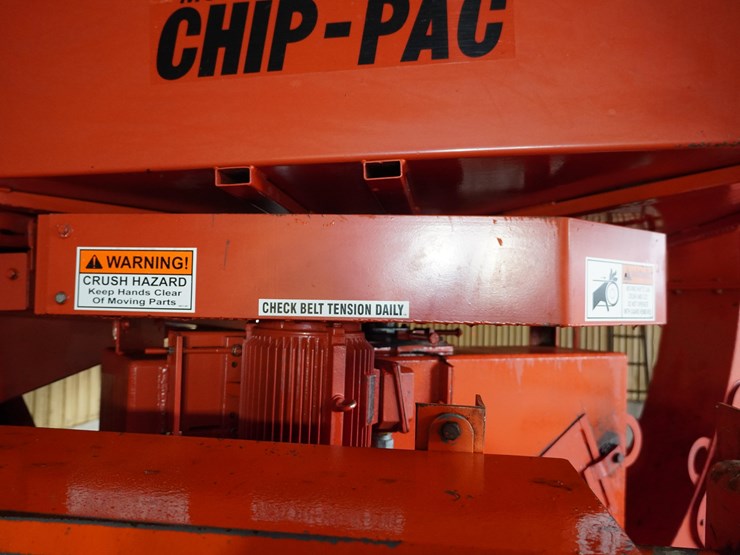 CHIP-PAC
WARNING!
CRUSH HAZARD
Keep Hands Clear
Of Moving Parts
CHECK BELT TENSION DAILY.